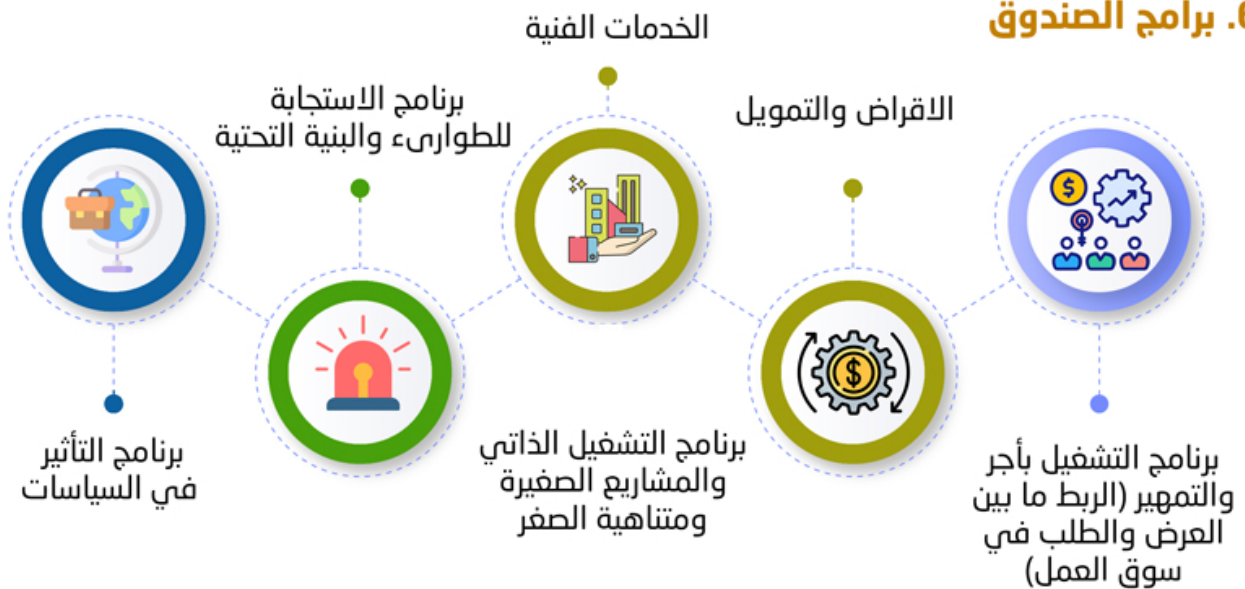 6. برامج الصندوق
برنامج التشغيل بأجر
والتمهير (الربط ما بين
العرض والطلب في
سوق العمل)
الاقراض والتمويل
برنامج التشغيل الذاتي
والمشاريع الصغيرة
ومتناهية الصغر
الخدمات الفنية
برنامج الاستجابة
للطوارىء والبنية التحتية
برنامج التأثير
في السياسات